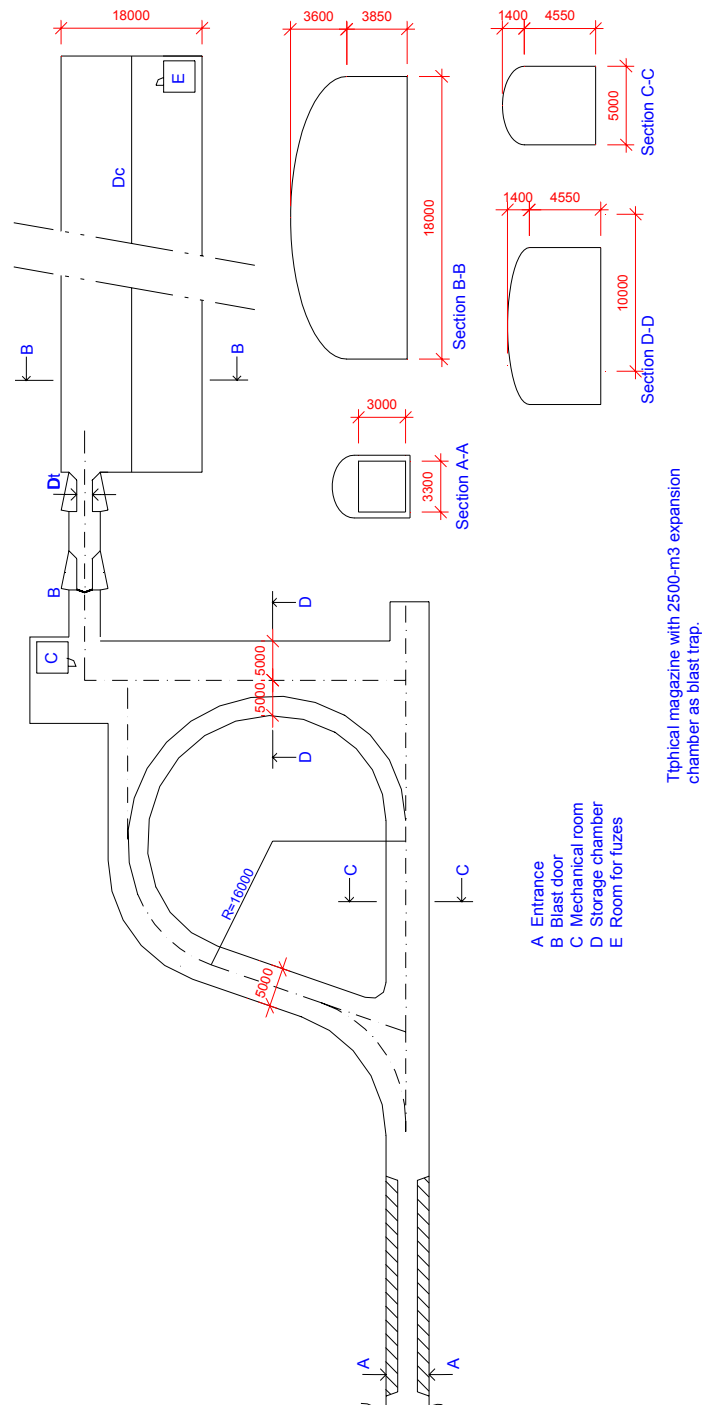 18000
E
Dc
B
B
Dt
B
C
D
5000
5000
D
R=16000
5000
C
C
A
A
3600
3850
18000
Section B-B
1400
4550
5000
Section C-C
1400
4550
10000
Section D-D
3000
3300
Section A-A
A Entrance
B Blast door
C Mechanical room
D Storage chamber
E Room for fuzes
Ttphical magazine with 2500-m3 expansion
chamber as blast trap.